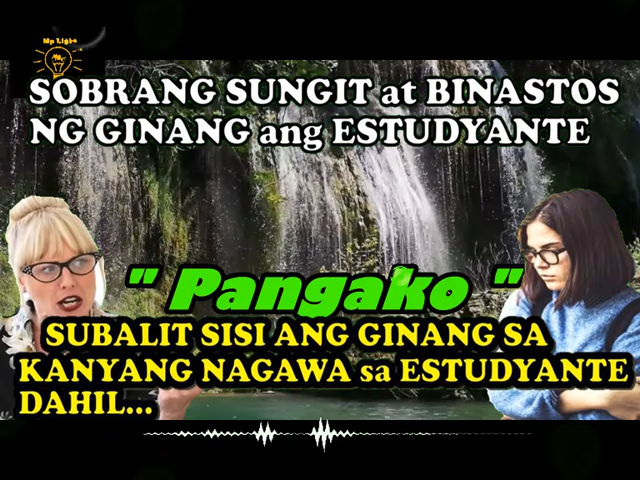 Mp Light
SOBRANG SUNGIT at BINASTOS
NG GINANG ang ESTUDYANTE
" Pangako "
SUBALIT SISI ANG GINANG SA
KANYANG NAGAWA sa ESTUDYANTE
DAHIL...